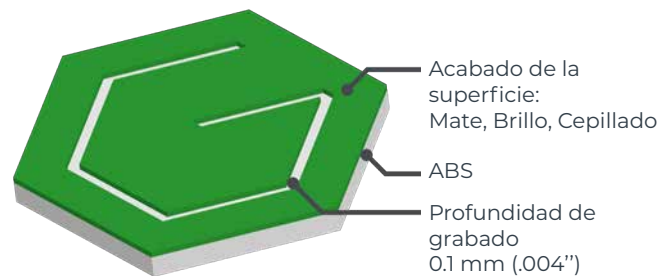 Acabado de la
superficie:
Mate, Brillo, Cepillado
ABS
Profundidad de
grabado
0.1 mm (.004”)